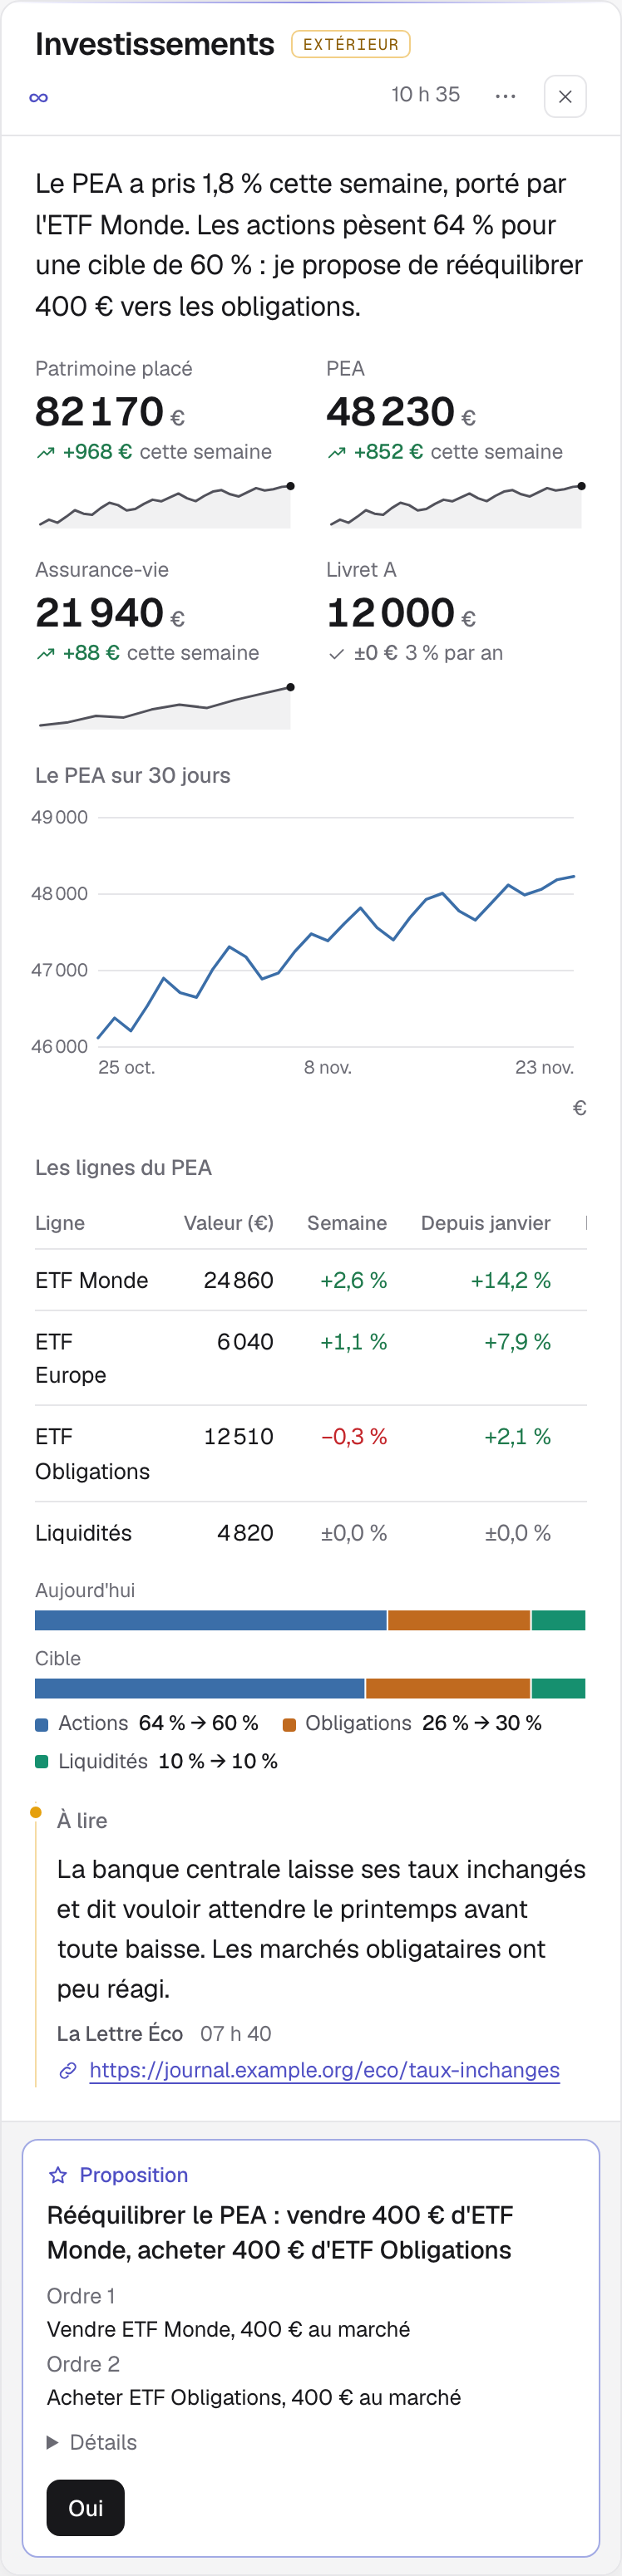 Investissements EXTÉRIEUR
∞ 10 h 35 ···
Le PEA a pris 1,8 % cette semaine, porté par
l'ETF Monde. Les actions pèsent 64 % pour
une cible de 60 % : je propose de rééquilibrer
400 € vers les obligations.
Patrimoine placé PEA
82 170 € 48 230 €
+968 € cette semaine +852 € cette semaine
Assurance-vie Livret A
21 940 € 12 000 €
+88 € cette semaine ±0 € 3 % par an
Le PEA sur 30 jours
49 000
48 000
47 000
46 000
25 oct. 8 nov. 23 nov.
€
Les lignes du PEA
Ligne Valeur (€) Semaine Depuis janvier
ETF Monde 24 860 +2,6 % +14,2 %
ETF 6 040 +1,1 % +7,9 %
Europe
ETF 12 510 −0,3 % +2,1 %
Obligations
Liquidités 4 820 ±0,0 % ±0,0 %
Aujourd'hui
Cible
Actions 64 % → 60 % Obligations 26 % → 30 %
Liquidités 10 % → 10 %
À lire
La banque centrale laisse ses taux inchangés
et dit vouloir attendre le printemps avant
toute baisse. Les marchés obligataires ont
peu réagi.
La Lettre Éco 07 h 40
https://journal.example.org/eco/taux-inchanges
Proposition
Rééquilibrer le PEA : vendre 400 € d'ETF
Monde, acheter 400 € d'ETF Obligations
Ordre 1
Vendre ETF Monde, 400 € au marché
Ordre 2
Acheter ETF Obligations, 400 € au marché
Détails
Oui